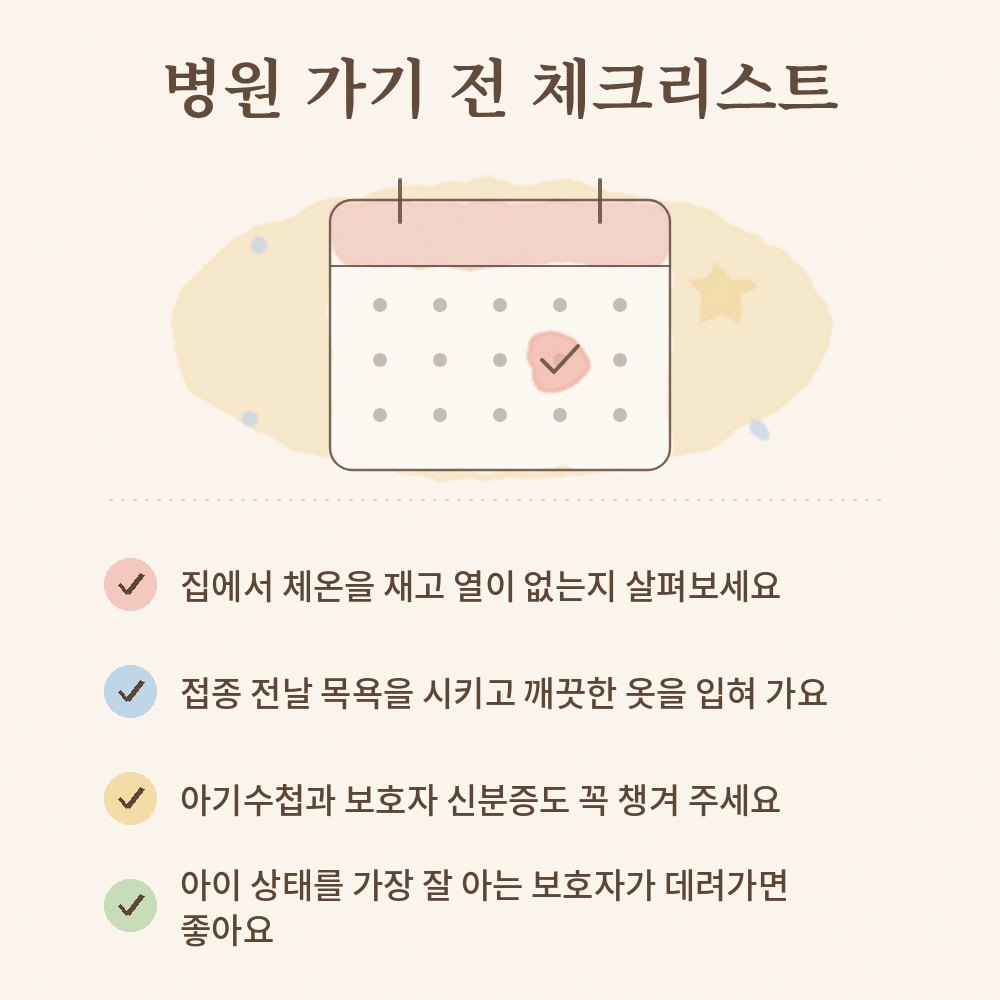 병원 가기 전 체크리스트
집에서 체온을 재고 열이 없는지 살펴보세요
접종 전날 목욕을 시키고 깨끗한 옷을 입혀 가요
아기수첩과 보호자 신분증도 꼭 챙겨 주세요
아이 상태를 가장 잘 아는 보호자가 데려가면
좋아요